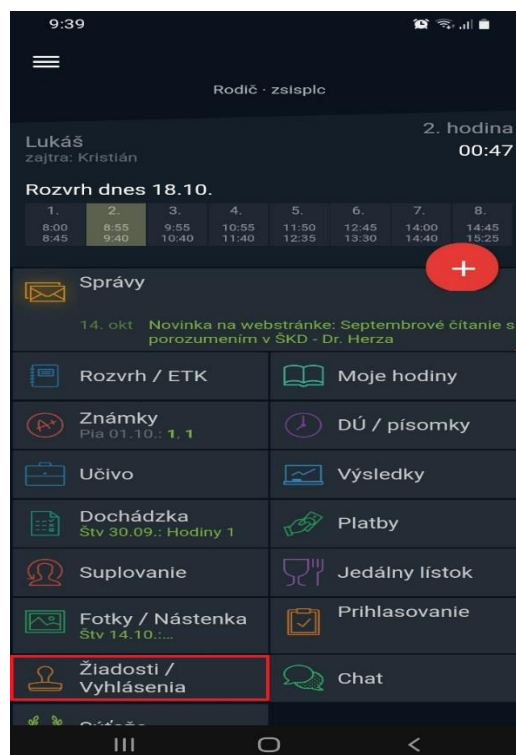 9:39
Rodič · zsisplc
Lukáš
zajtra: Kristián
2. hodina
00:47
Rozvrh dnes 18.10.
1. 2. 3. 4. 5. 6. 7. 8.
8:00 8:55 9:55 10:55 11:50 12:45 14:00 14:45
8:45 9:40 10:40 11:40 12:35 13:30 14:40 15:25
+
Správy
14. okt Novinka na webstránke: Septembrové čítanie s
porozumením v ŠKD - Dr. Herza
Rozvrh / ETK
Moje hodiny
Známky
Pia 01.10.: 1, 1
DÚ / písomky
Učivo
Výsledky
Dochádzka
Štv 30.09.: Hodiny 1
Platby
Suplovanie
Jedálny lístok
Fotky / Nástenka
Štv 14.10.:...
Prihlasovanie
Žiadosti /
Vyhlásenia
Chat